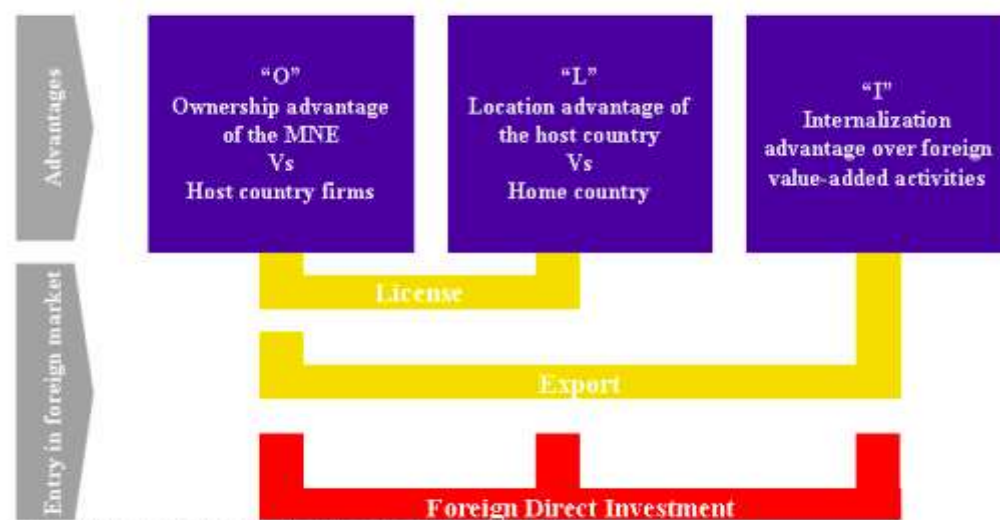 Advantages
“O”
Ownership advantage
of the MNE
Vs
Host country firms
“L”
Location advantage of
the host country
Vs
Home country
“I”
Internalization
advantage over foreign
value-added activities
Entry in foreign market
License
Export
Foreign Direct Investment